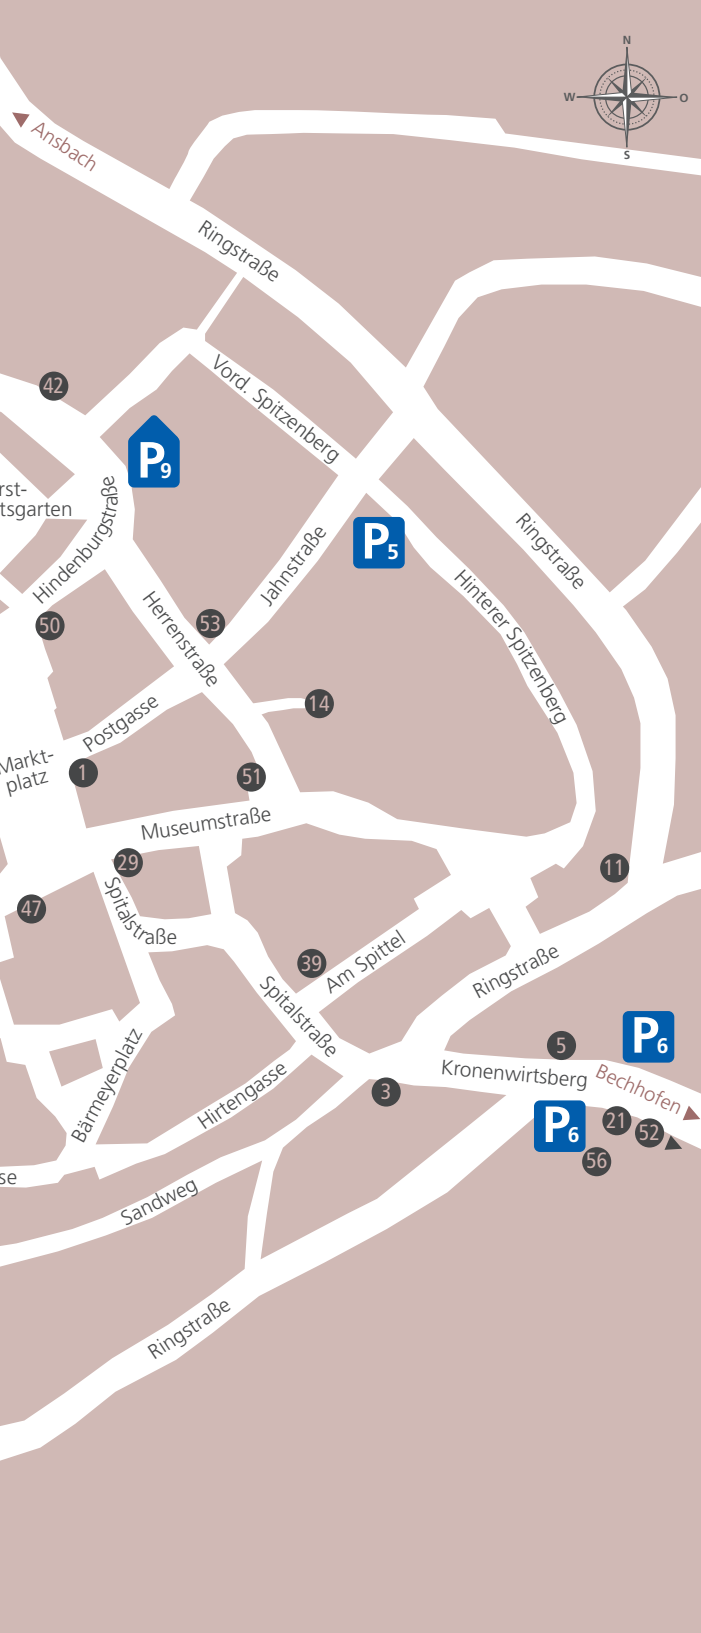 N
W
O
S
Ansbach
Ringstraße
Vord. Spitzenberg
42
P9
rst-
tsgarten
Hindenburgstraße
P5
Ringstraße
Jahnstraße
Hinterer Spitzenberg
Herrenstraße
50
53
14
Postgasse
Markt-
platz
1
51
Museumstraße
29
11
47
Spitalstraße
39
Am Spittel
Ringstraße
Spitalstraße
5
P6
Kronenwirtsberg
Bechhofen
Bärmeyerplatz
Hirtengasse
3
P6
21
52
56
se
Sandweg
Ringstraße